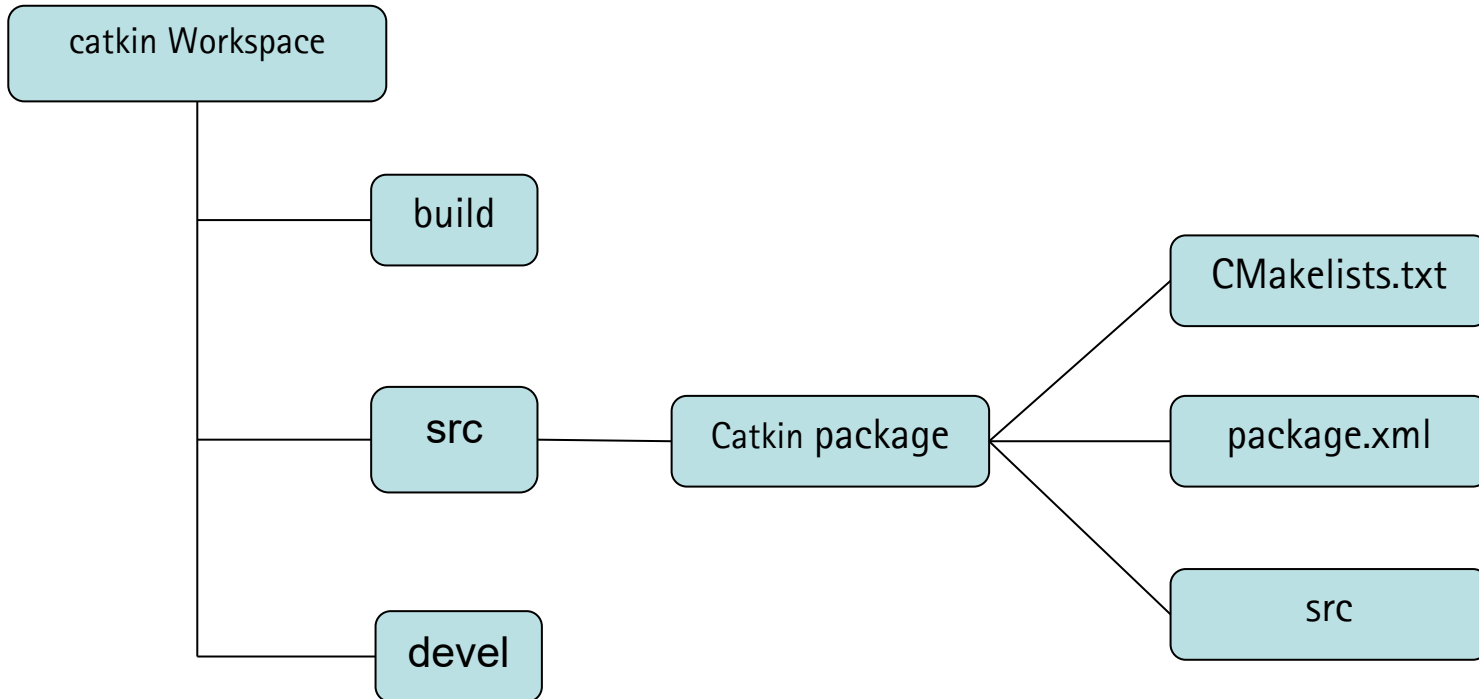 catkin Workspace
build
CMakelists.txt
src
Catkin package
package.xml
src
devel